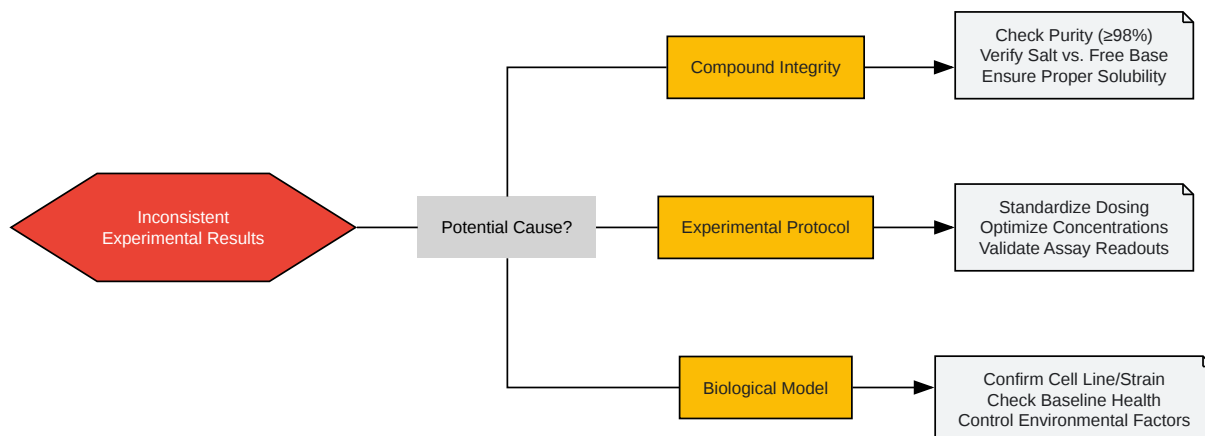 Inconsistent
Experimental Results
Potential Cause?
Compound Integrity
Check Purity (≥98%)
Verify Salt vs. Free Base
Ensure Proper Solubility
Experimental Protocol
Standardize Dosing
Optimize Concentrations
Validate Assay Readouts
Biological Model
Confirm Cell Line/Strain
Check Baseline Health
Control Environmental Factors